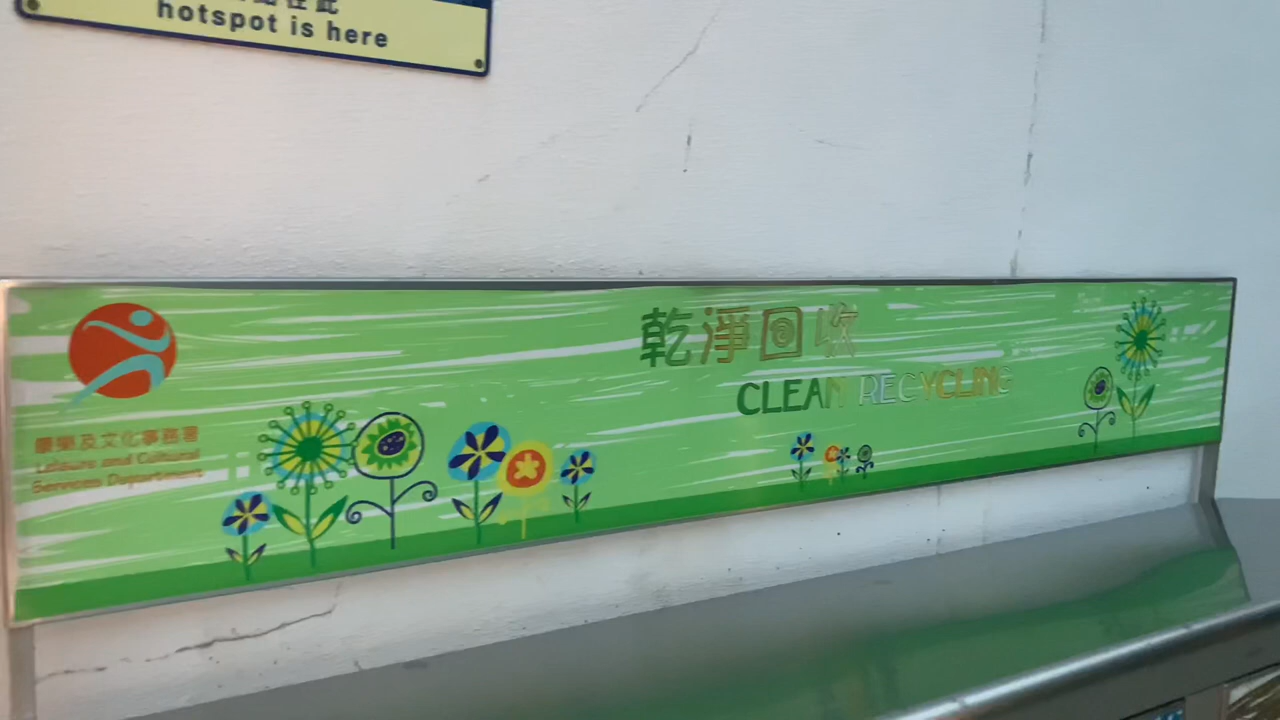 hotspot is here
康樂及文化事務署
Leisure and Cultural
Services Department
乾淨回收
CLEAN RECYCLING